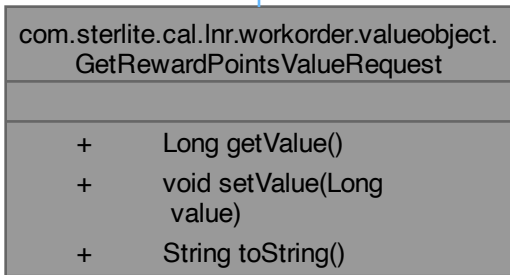 com.sterlite.cal.lnr.workorder.valueobject.
GetRewardPointsValueRequest
+ Long getValue()
+ void setValue(Long
value)
+ String toString()